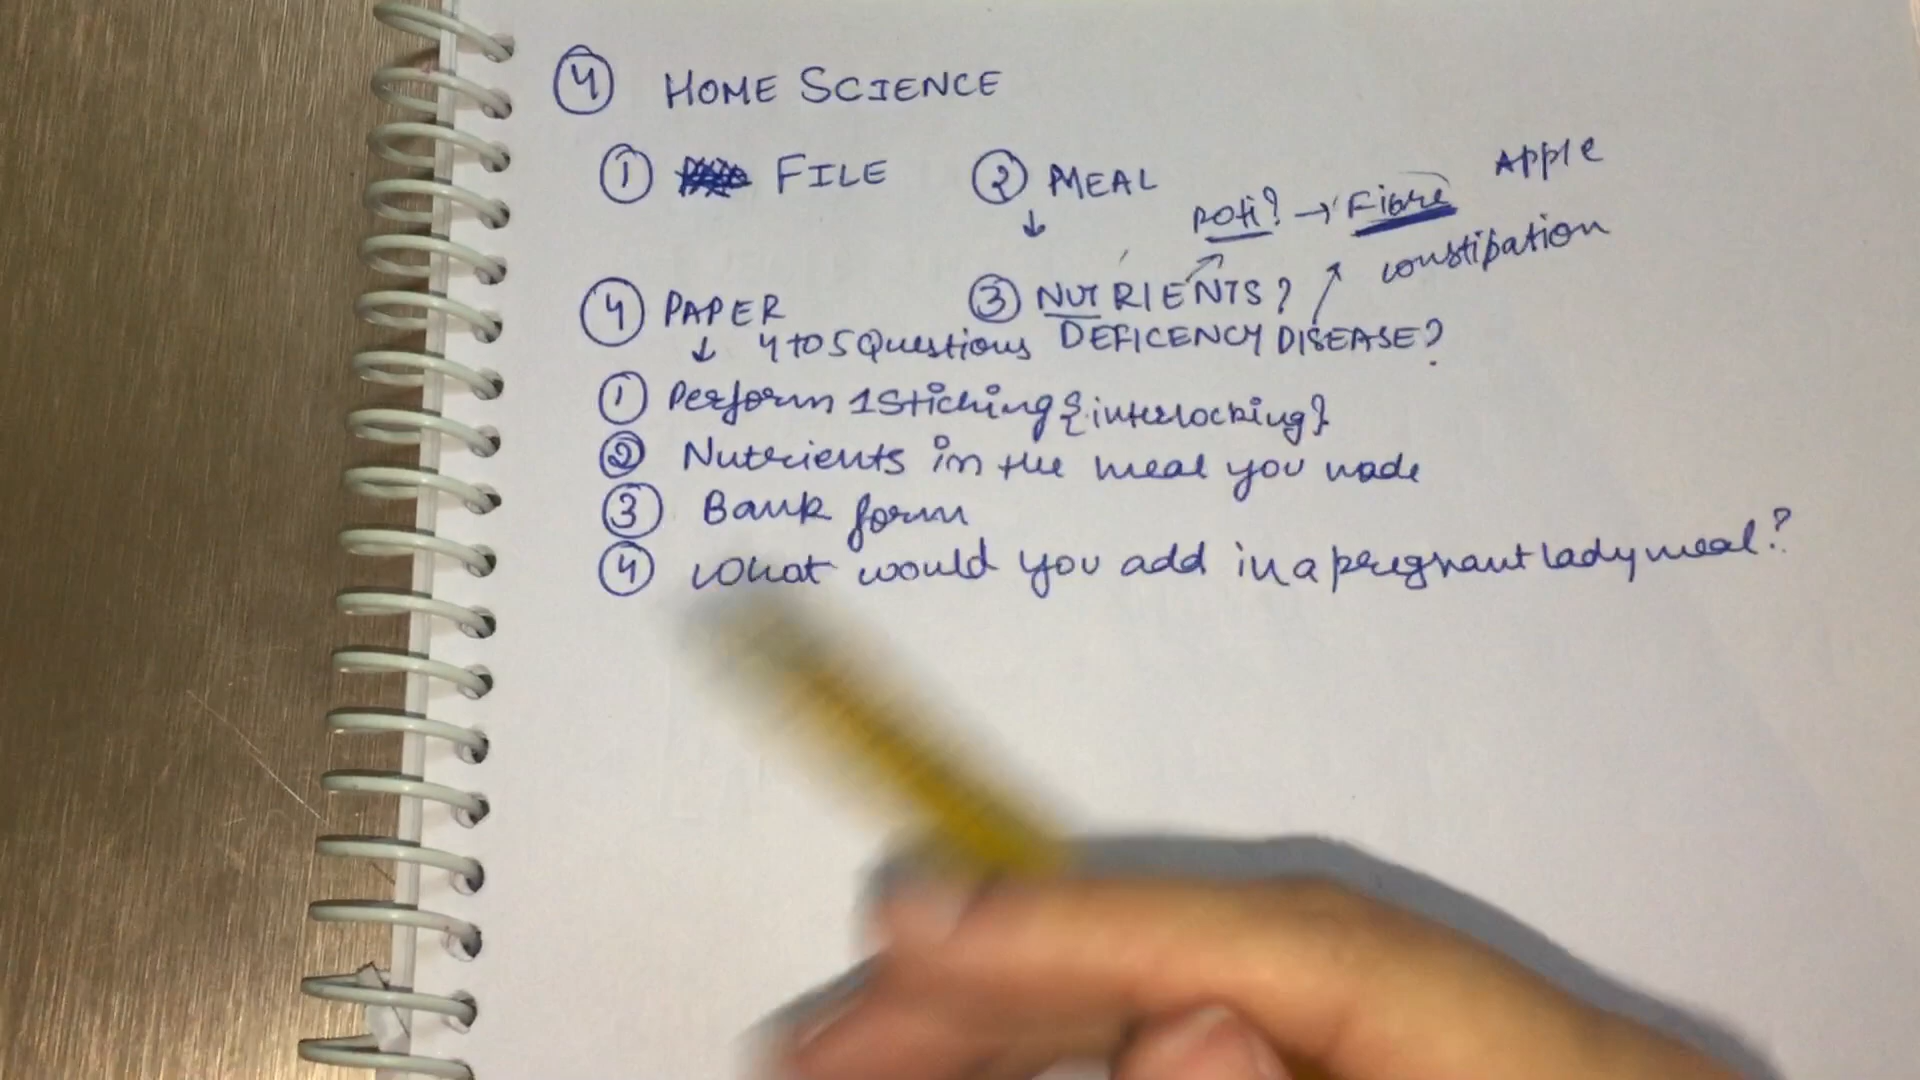 4 HOME SCIENCE
1 FILE
2 MEAL
↓
roti? → Fibre
Apple
constipation
3 NUTRIENTS?
DEFICENCY DISEASE?
4 PAPER
↓ 4 to 5 Questions
1 Perform 1 Stiching {interlocking}
2 Nutrients in the meal you made
3 Bank form
4 What would you add in a pregnant lady meal?